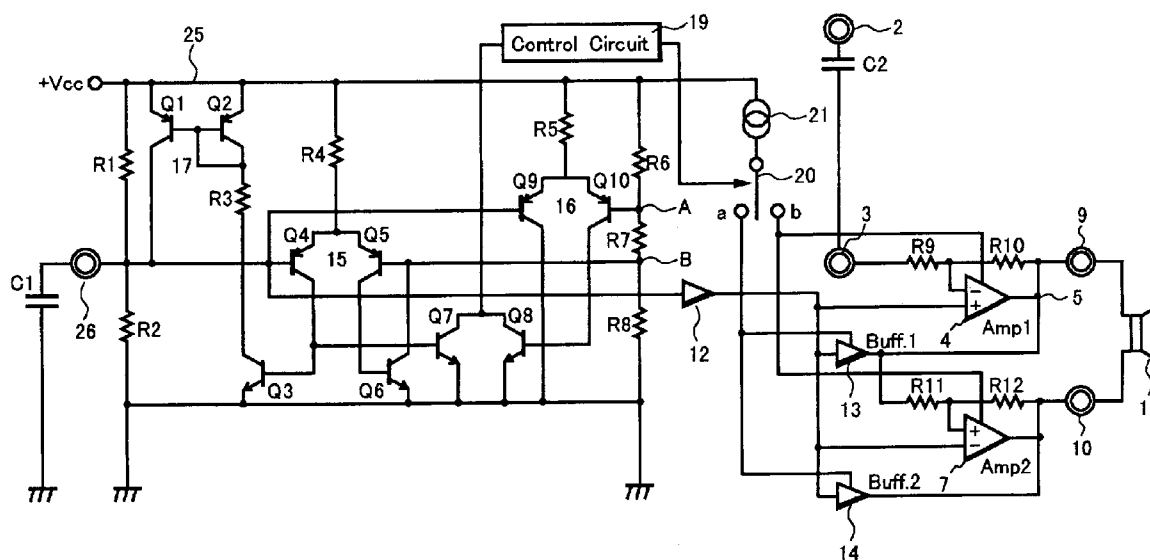 19
Control Circuit
2
C2
25
+Vcc
Q1
Q2
21
R5
R1
R4
R6
17
20
R3
Q9
Q10
16
A
a
b
3
9
R7
Q4
Q5
R9
R10
15
B
C1
26
5
R2
12
4
Amp1
Q7
Q8
R8
Buff.1
13
R11
R12
1
Q3
Q6
10
7
Amp2
Buff.2
14